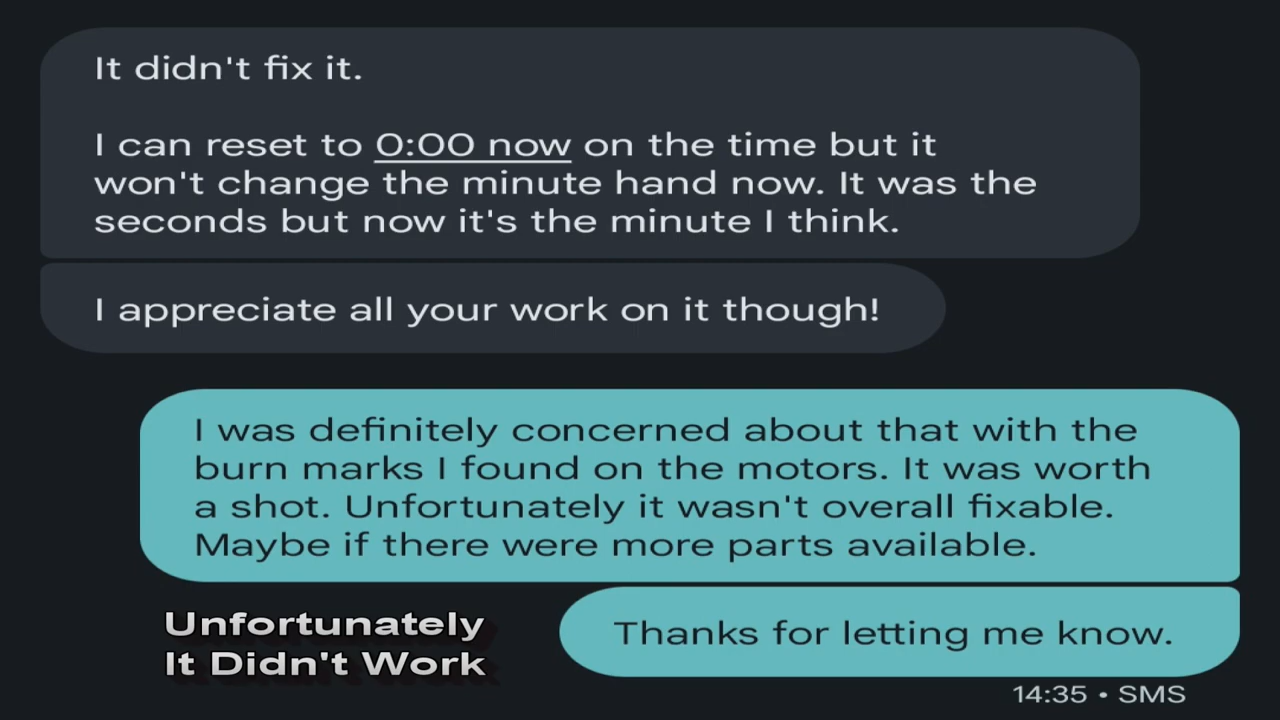 It didn't fix it.
I can reset to 0:00 now on the time but it
won't change the minute hand now. It was the
seconds but now it's the minute I think.
I appreciate all your work on it though!
I was definitely concerned about that with the
burn marks I found on the motors. It was worth
a shot. Unfortunately it wasn't overall fixable.
Maybe if there were more parts available.
Thanks for letting me know.
Unfortunately
It Didn't Work
14:35 • SMS